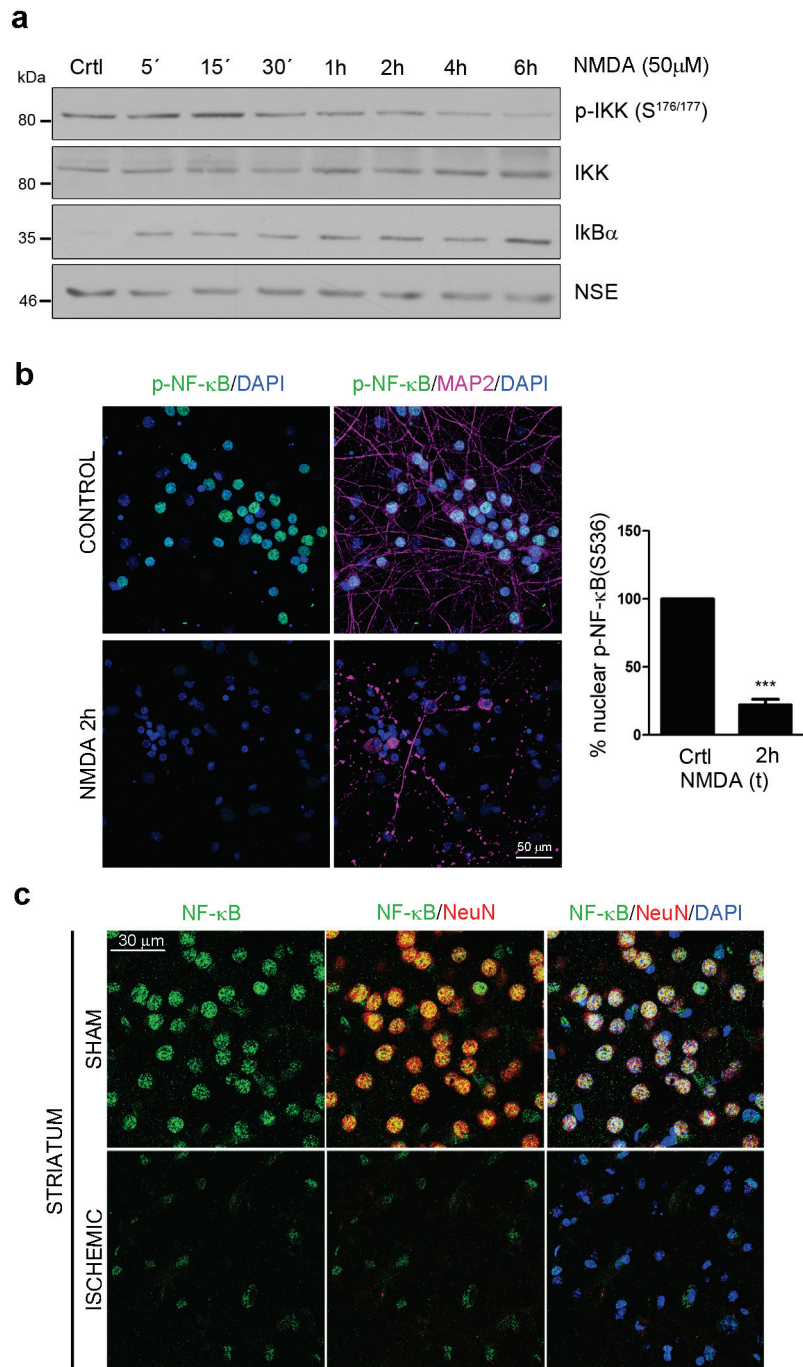 a
kDa
Crtl 5´ 15´ 30´ 1h 2h 4h 6h NMDA (50μM)
80 p-IKK (S176/177)
80 IKK
35 IkBα
46 NSE
b
p-NF-κB/DAPI p-NF-κB/MAP2/DAPI
CONTROL
NMDA 2h
50 μm
% nuclear p-NF-κB(S536)
150
100
50
0
***
Crtl 2h
NMDA (t)
c
NF-κB NF-κB/NeuN NF-κB/NeuN/DAPI
30 μm
STRIATUM
SHAM
ISCHEMIC